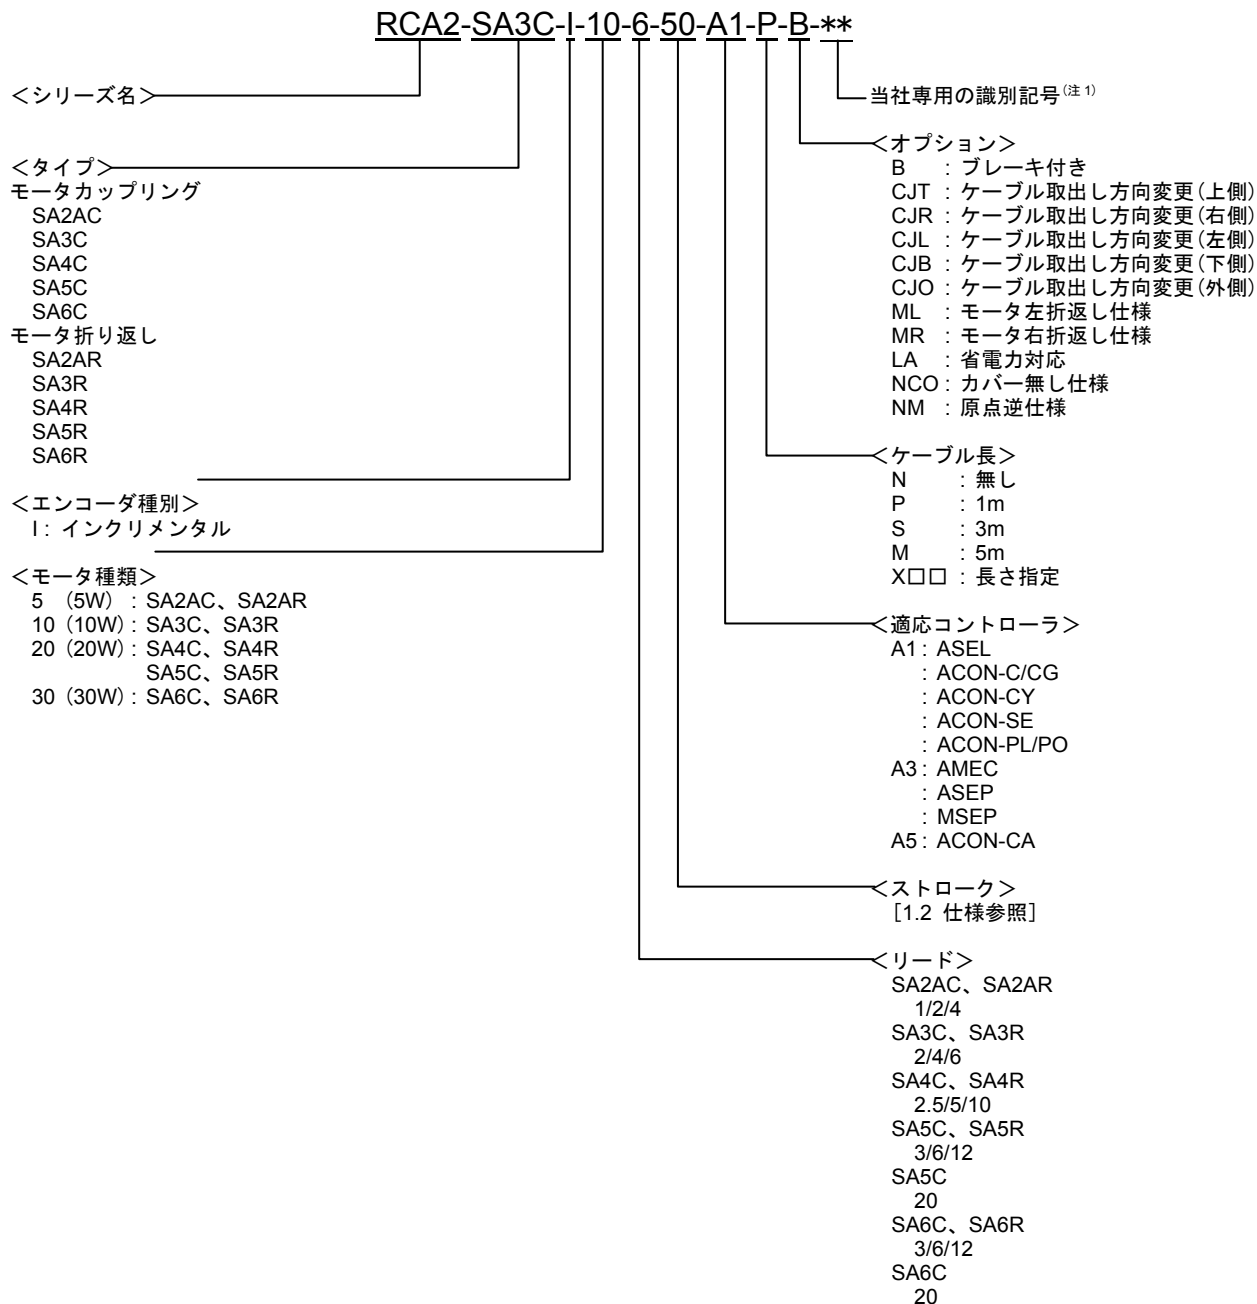 RCA2-SA3C-I-10-6-50-A1-P-B-**
＜シリーズ名＞
＜タイプ＞
モータカップリング
SA2AC
SA3C
SA4C
SA5C
SA6C
モータ折り返し
SA2AR
SA3R
SA4R
SA5R
SA6R
＜エンコーダ種別＞
I : インクリメンタル
＜モータ種類＞
5 (5W) : SA2AC、SA2AR
10 (10W) : SA3C、SA3R
20 (20W) : SA4C、SA4R
SA5C、SA5R
30 (30W) : SA6C、SA6R
当社専用の識別記号(注1)
＜オプション＞
B : ブレーキ付き
CJT : ケーブル取出し方向変更(上側)
CJR : ケーブル取出し方向変更(右側)
CJL : ケーブル取出し方向変更(左側)
CJB : ケーブル取出し方向変更(下側)
CJO : ケーブル取出し方向変更(外側)
ML : モータ左折返し仕様
MR : モータ右折返し仕様
LA : 省電力対応
NCO : カバー無し仕様
NM : 原点逆仕様
＜ケーブル長＞
N : 無し
P : 1m
S : 3m
M : 5m
X□□ : 長さ指定
＜適応コントローラ＞
A1 : ASEL
: ACON-C/CG
: ACON-CY
: ACON-SE
: ACON-PL/PO
A3 : AMEC
: ASEP
: MSEP
A5 : ACON-CA
＜ストローク＞
[1.2 仕様参照]
＜リード＞
SA2AC、SA2AR
1/2/4
SA3C、SA3R
2/4/6
SA4C、SA4R
2.5/5/10
SA5C、SA5R
3/6/12
SA5C
20
SA6C、SA6R
3/6/12
SA6C
20